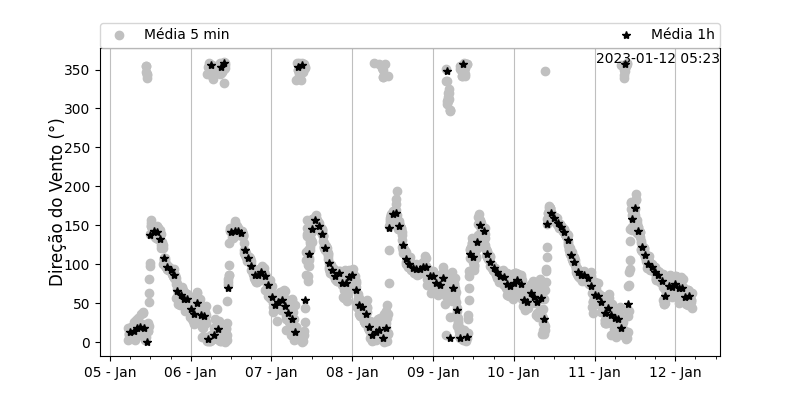 Média 5 min
Média 1h
2023-01-12 05:23
Direção do Vento (°)
350
300
250
200
150
100
50
0
05 - Jan
06 - Jan
07 - Jan
08 - Jan
09 - Jan
10 - Jan
11 - Jan
12 - Jan